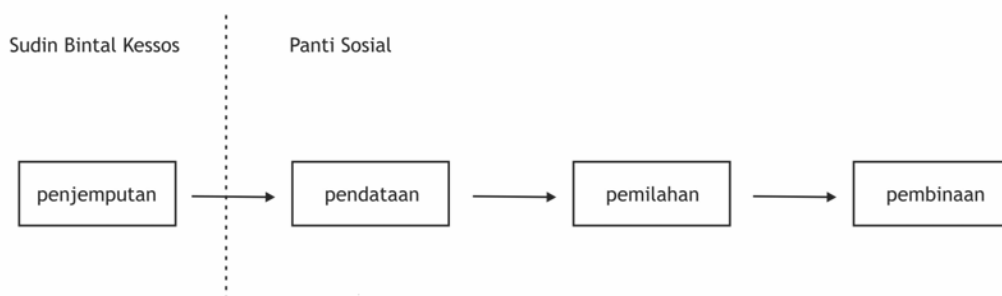 Sudin Bintal Kessos
Panti Sosial
penjemputan
pendataan
pemilahan
pembinaan